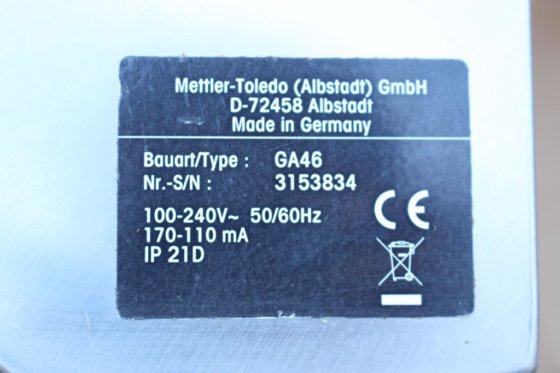 Mettler-Toledo (Albstadt) GmbH
D-72458 Albstadt
Made in Germany
Bauart/Type : GA46
Nr.-S/N : 3153834
100-240V~ 50/60Hz
170-110 mA
IP 21D
CE